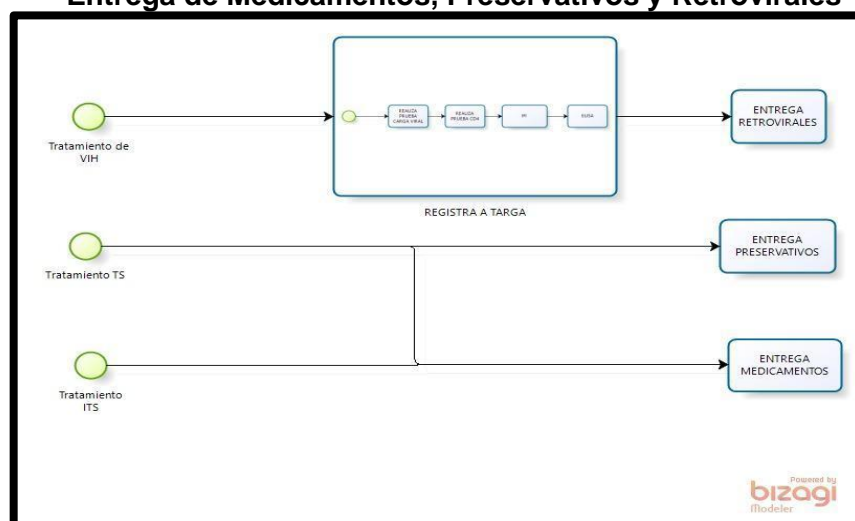 Entrega de Medicamentos, Preservativos y Retrovirales
REALIZA
PRUEBA
CARGA VIRAL
REALIZA
PRUEBA CD4
ELISA
ENTREGA
RETROVIRALES
Tratamiento de
VIH
REGISTRA A TARGA
Tratamiento TS
ENTREGA
PRESERVATIVOS
Tratamiento
ITS
ENTREGA
MEDICAMENTOS
Powered by
bizagi
Modeler